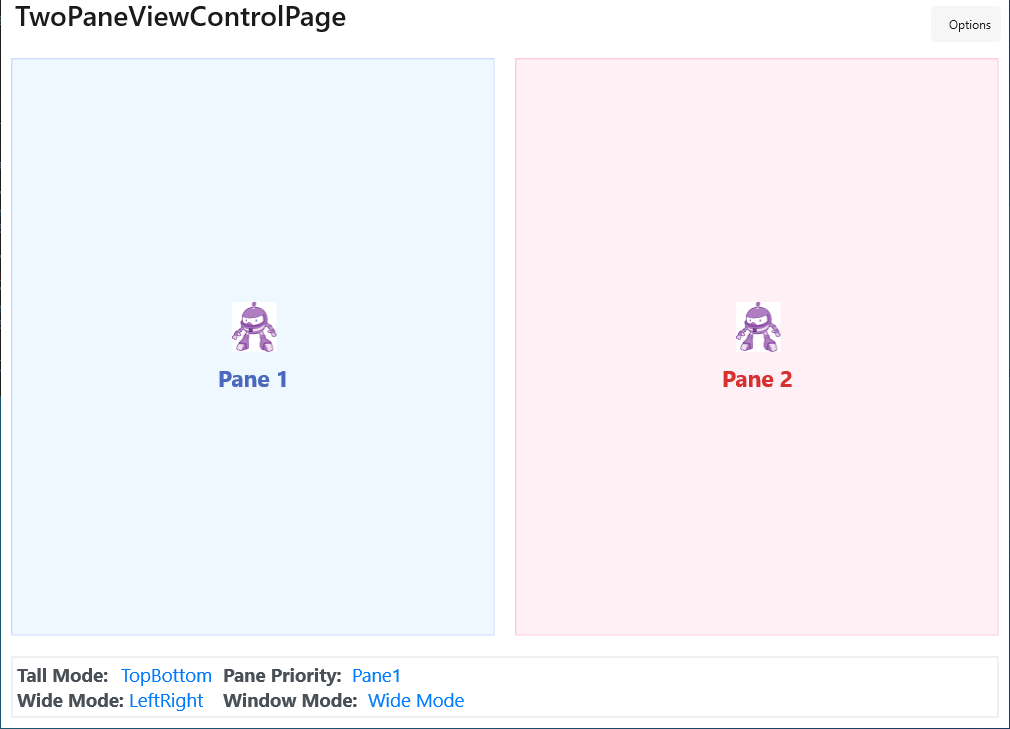 TwoPaneViewControlPage
Options
Pane 1
Pane 2
Tall Mode: TopBottom Pane Priority: Pane1
Wide Mode: LeftRight Window Mode: Wide Mode